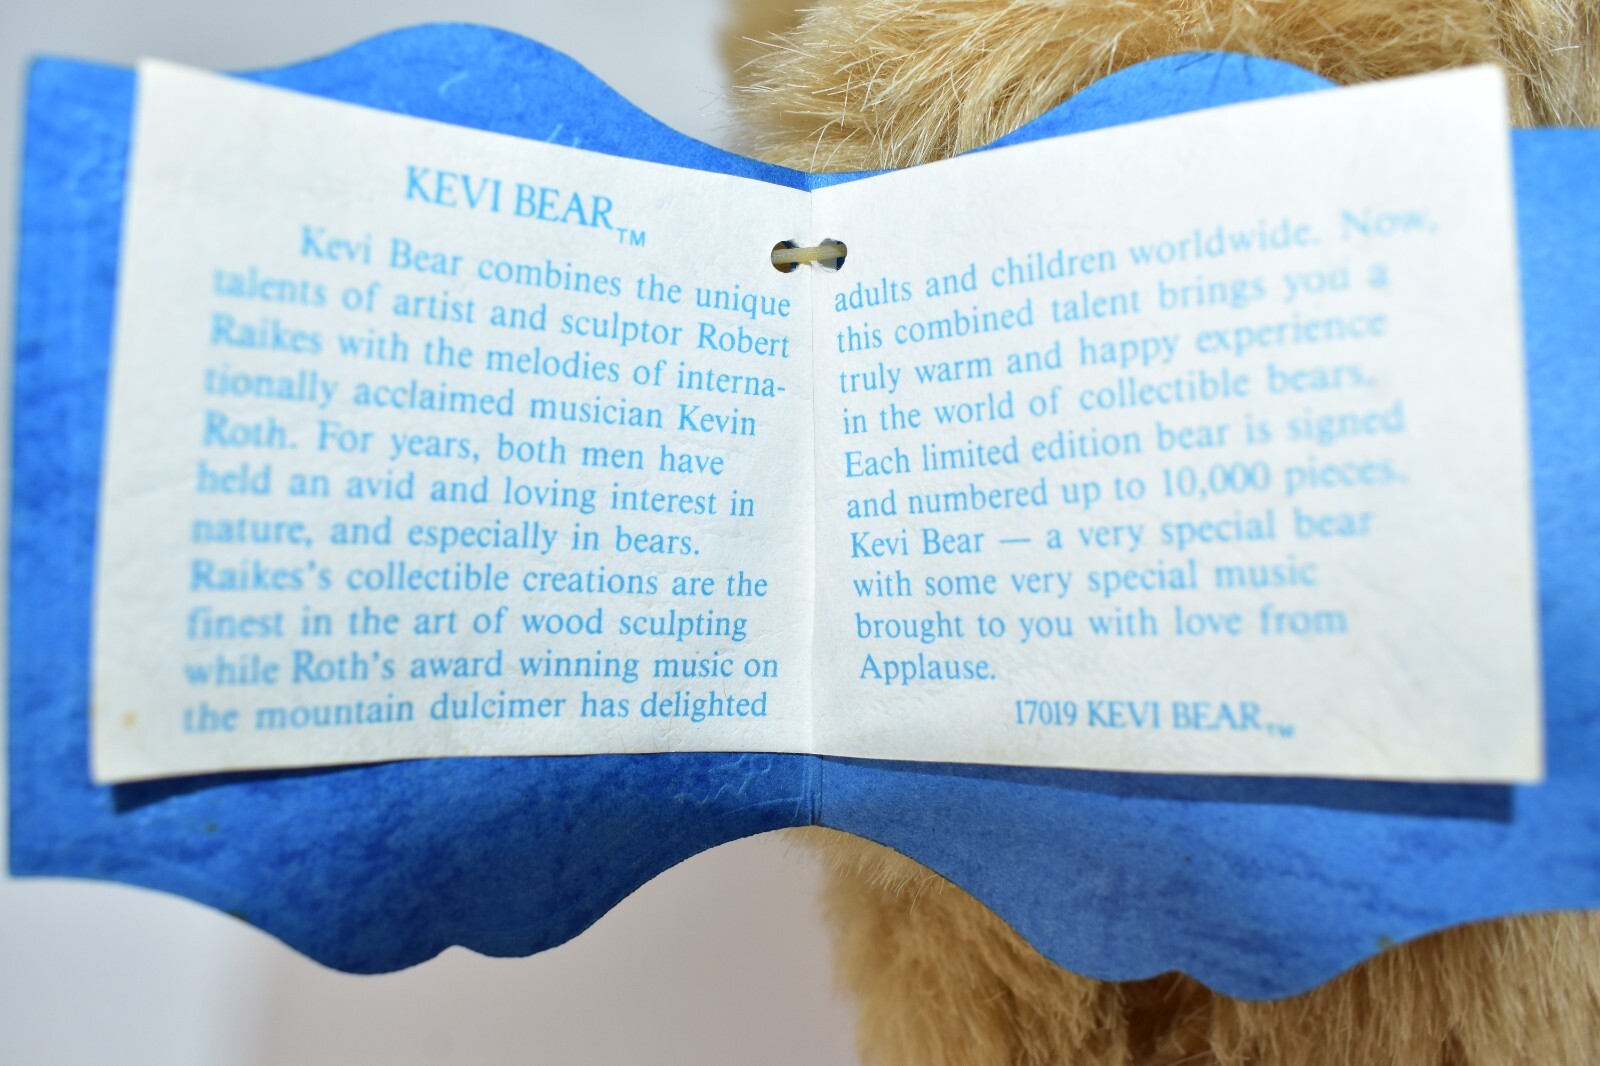 KEVI BEAR™
Kevi Bear combines the unique
talents of artist and sculptor Robert
Raikes with the melodies of interna-
tionally acclaimed musician Kevin
Roth. For years, both men have
held an avid and loving interest in
nature, and especially in bears.
Raikes's collectible creations are the
finest in the art of wood sculpting
while Roth's award winning music on
the mountain dulcimer has delighted
adults and children worldwide. Now,
this combined talent brings you a
truly warm and happy experience
in the world of collectible bears.
Each limited edition bear is signed
and numbered up to 10,000 pieces.
Kevi Bear — a very special bear
with some very special music
brought to you with love from
Applause.
17019 KEVI BEAR™